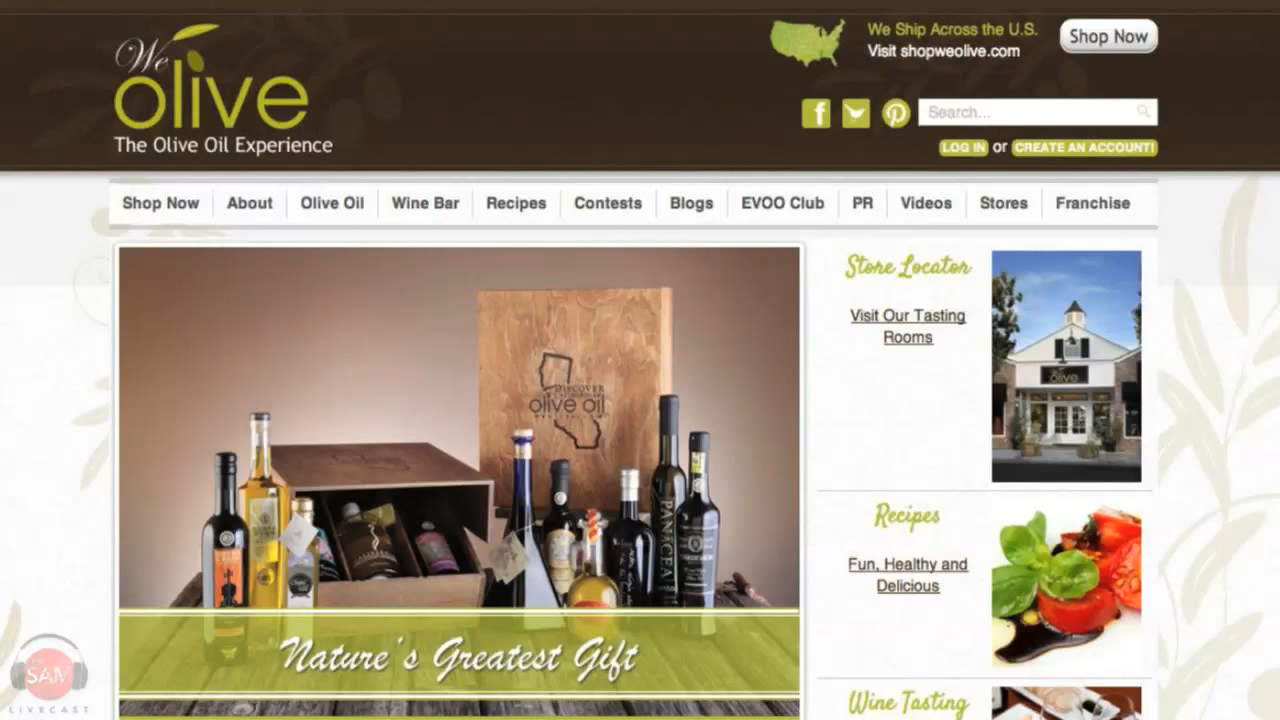 We
olive
The Olive Oil Experience
We Ship Across the U.S.
Visit shopweolive.com
Shop Now
Search...
LOG IN or CREATE AN ACCOUNT!
Shop Now About Olive Oil Wine Bar Recipes Contests Blogs EVOO Club PR Videos Stores Franchise
DISCOVER
olive oil
PANACEA
Nature's Greatest Gift
Store Locator
Visit Our Tasting
Rooms
olive
Recipes
Fun, Healthy and
Delicious
Wine Tasting
THE
SAM
LIVECAST